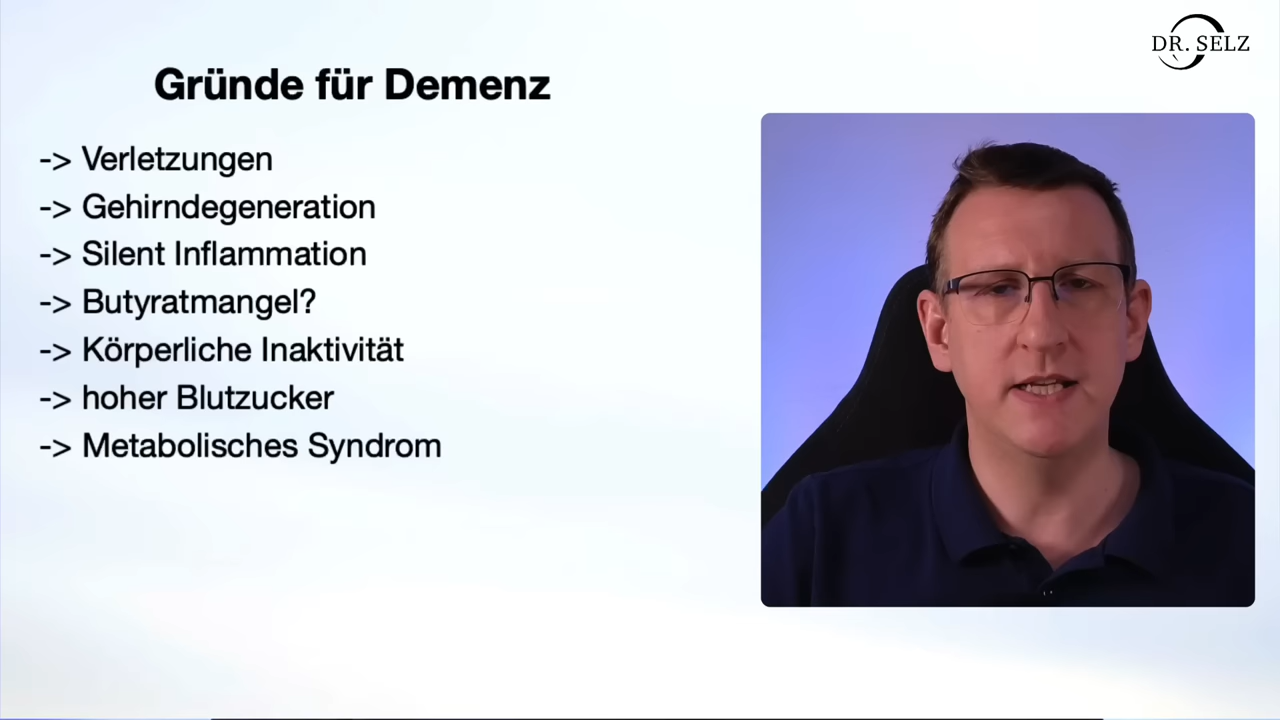 DR. SELZ
Gründe für Demenz
-> Verletzungen
-> Gehirndegeneration
-> Silent Inflammation
-> Butyratmangel?
-> Körperliche Inaktivität
-> hoher Blutzucker
-> Metabolisches Syndrom